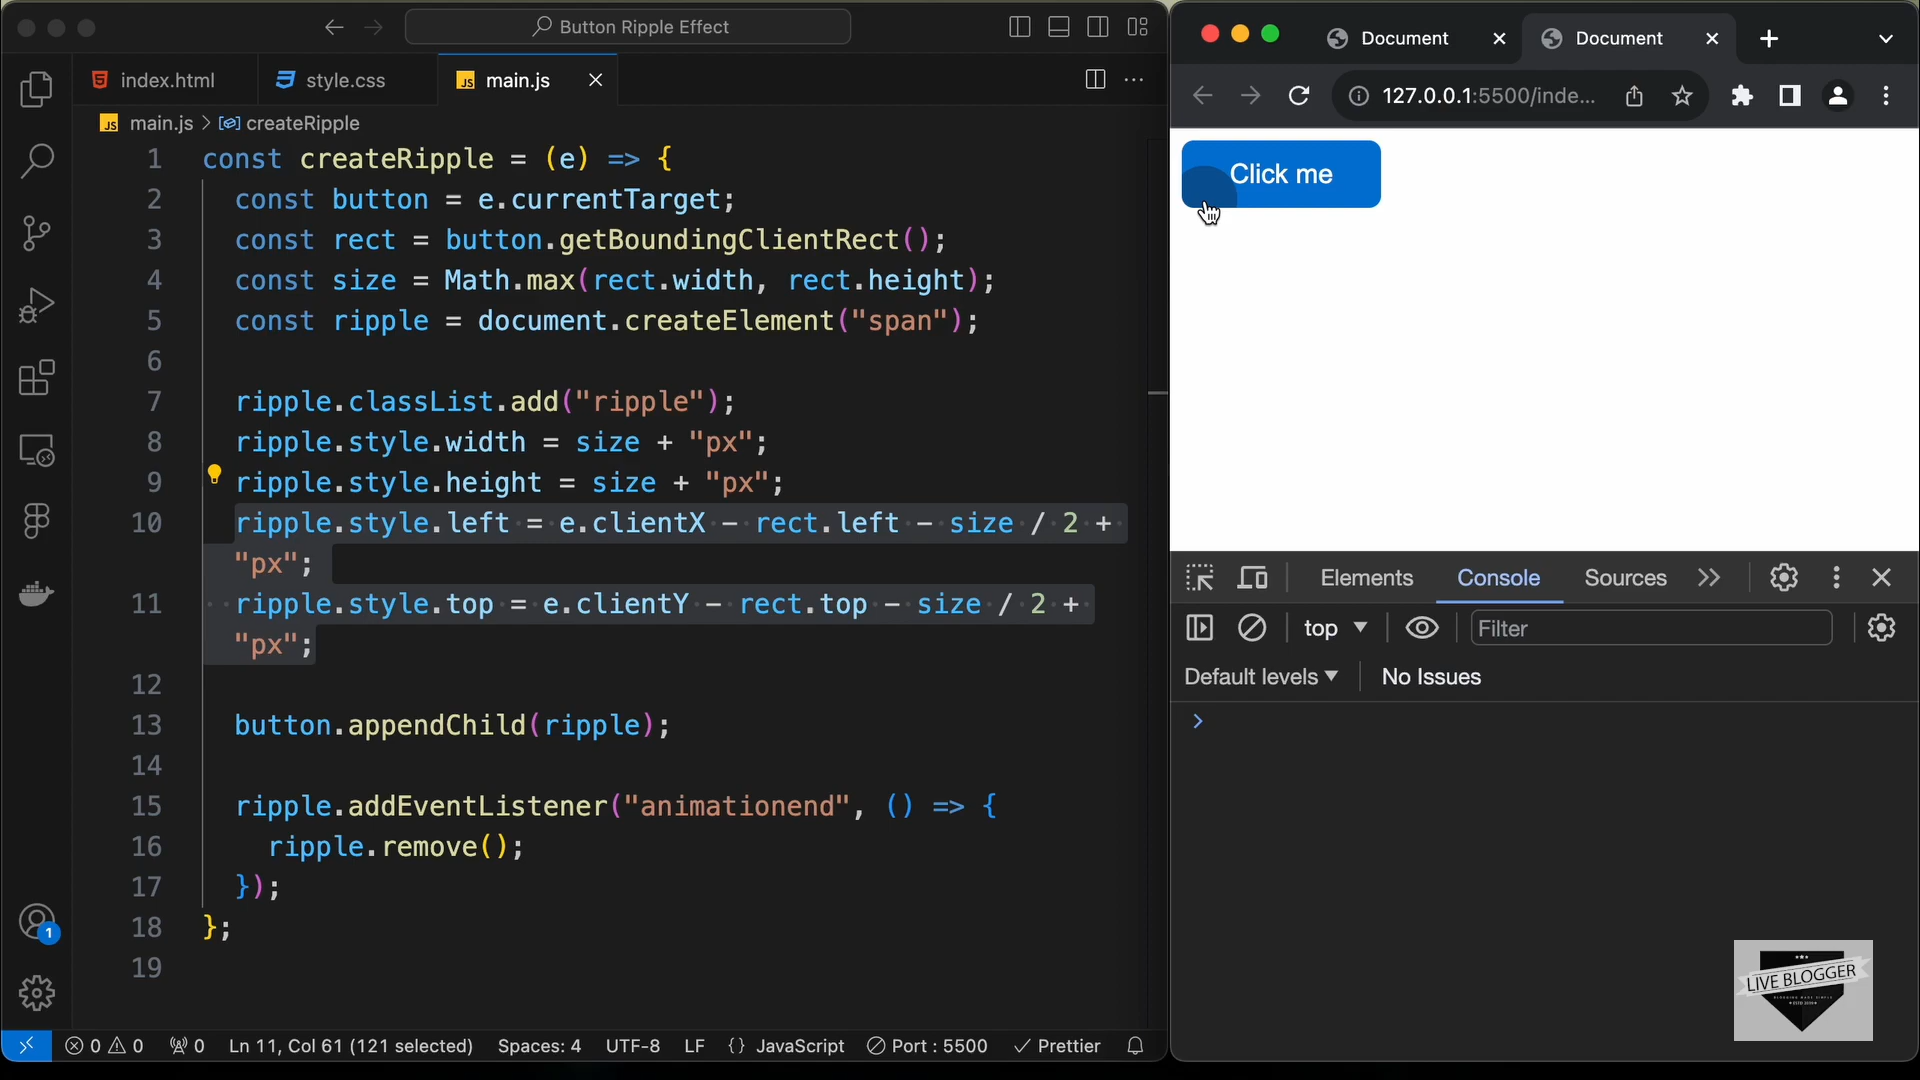 Button Ripple Effect
index.html
style.css
JS main.js
JS main.js > createRipple
1 const createRipple = (e) => {
2 const button = e.currentTarget;
3 const rect = button.getBoundingClientRect();
4 const size = Math.max(rect.width, rect.height);
5 const ripple = document.createElement("span");
6
7 ripple.classList.add("ripple");
8 ripple.style.width = size + "px";
9 ripple.style.height = size + "px";
10 ripple.style.left = e.clientX - rect.left - size / 2 +
"px";
11 ripple.style.top = e.clientY - rect.top - size / 2 +
"px";
12
13 button.appendChild(ripple);
14
15 ripple.addEventListener("animationend", () => {
16 ripple.remove();
17 });
18 };
19
1
0 0 0 Ln 11, Col 61 (121 selected) Spaces: 4 UTF-8 LF {} JavaScript Port : 5500 Prettier
Document Document
127.0.0.1:5500/inde...
Click me
Elements Console Sources
top Filter
Default levels No Issues
LIVE BLOGGER